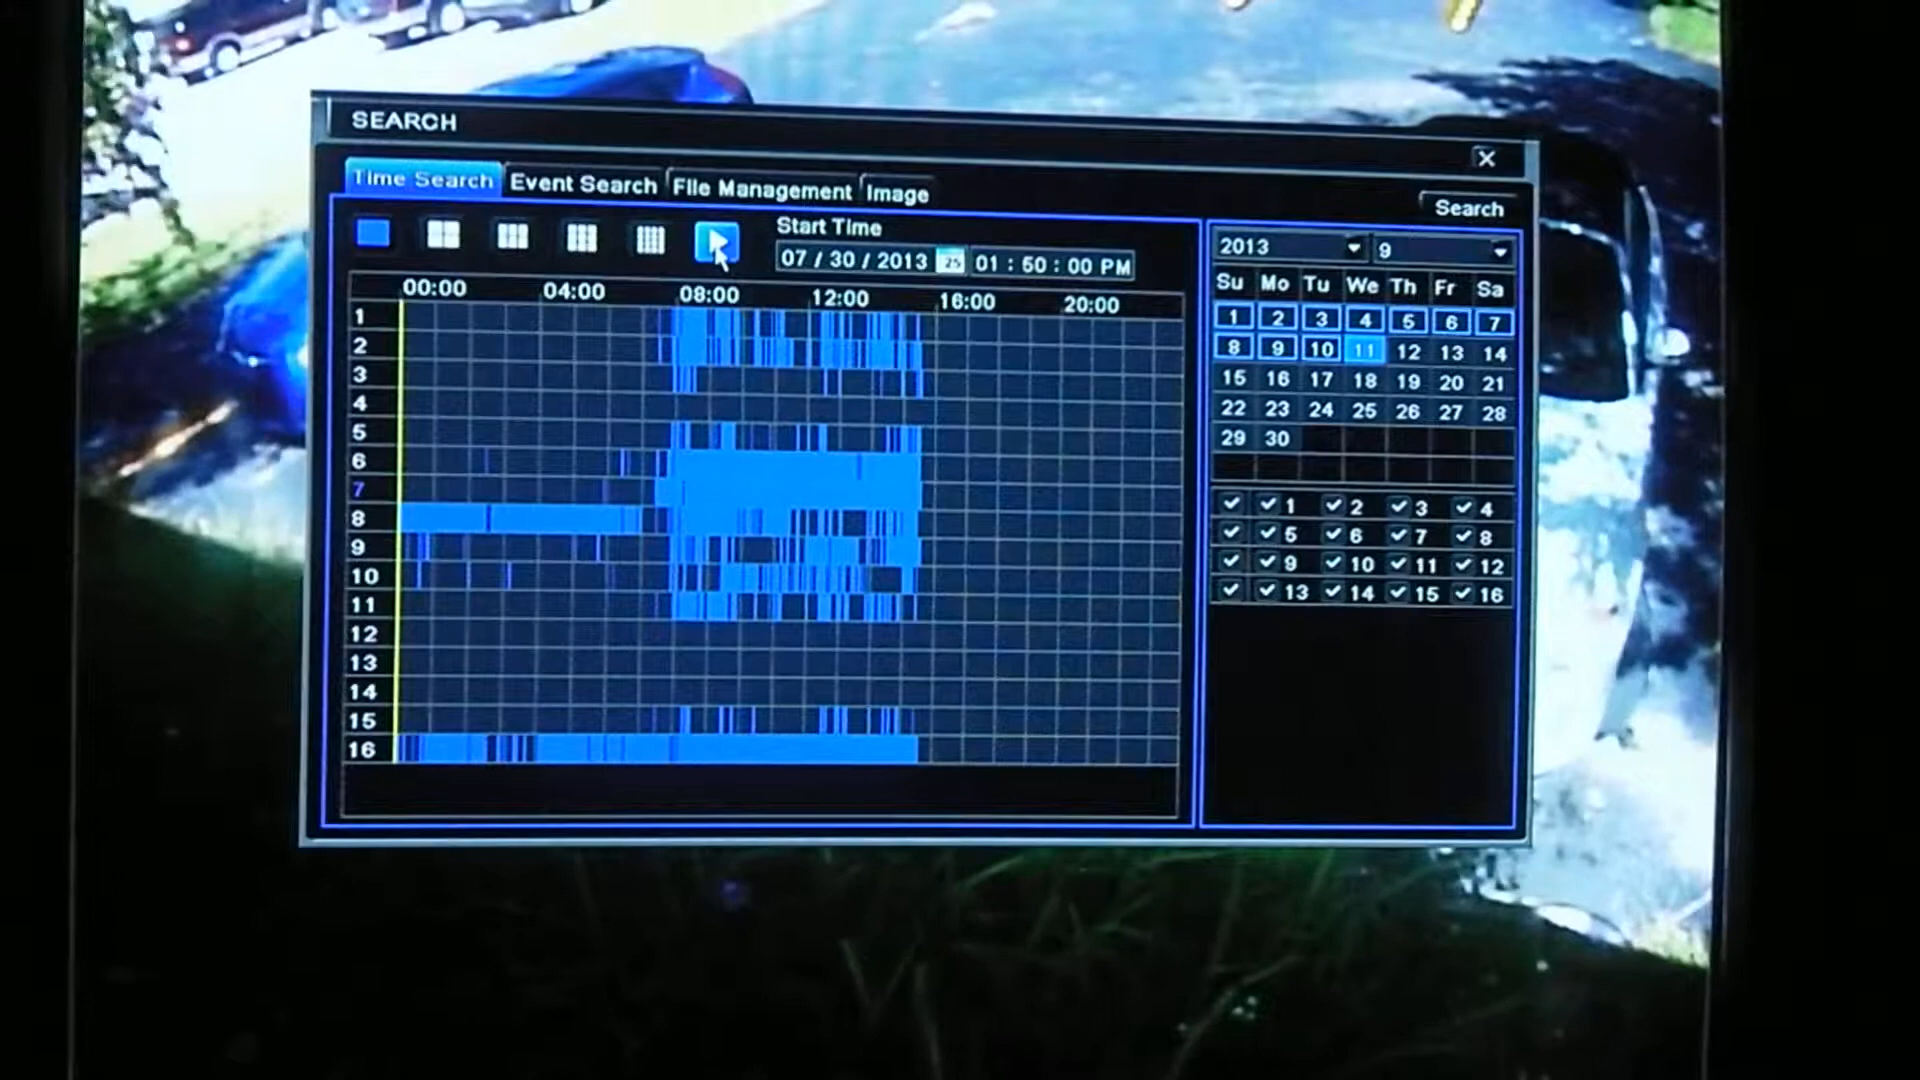 SEARCH
X
Time Search Event Search File Management Image
Search
Start Time
07 / 30 / 2013 25 01 : 50 : 00 PM
2013 9
00:00 04:00 08:00 12:00 16:00 20:00
1
2
3
4
5
6
7
8
9
10
11
12
13
14
15
16
Su Mo Tu We Th Fr Sa
1 2 3 4 5 6 7
8 9 10 11 12 13 14
15 16 17 18 19 20 21
22 23 24 25 26 27 28
29 30
1 2 3 4
5 6 7 8
9 10 11 12
13 14 15 16